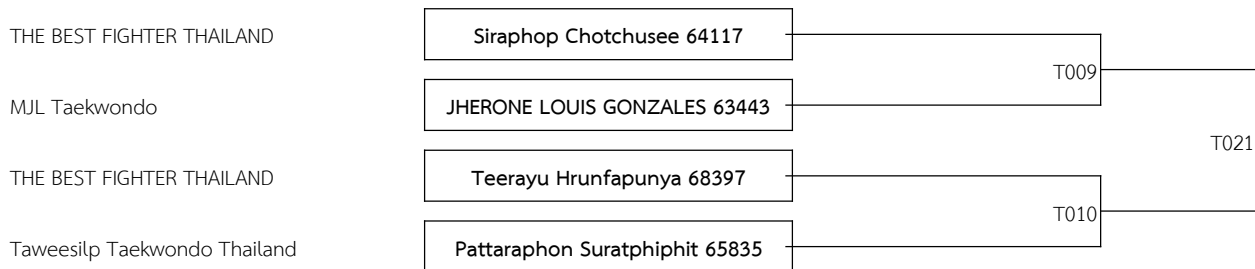 THE BEST FIGHTER THAILAND Siraphop Chotchusee 64117
T009
MJL Taekwondo JHERONE LOUIS GONZALES 63443
T021
THE BEST FIGHTER THAILAND Teerayu Hrunfapunya 68397
T010
Taweesilp Taekwondo Thailand Pattaraphon Suratphiphit 65835